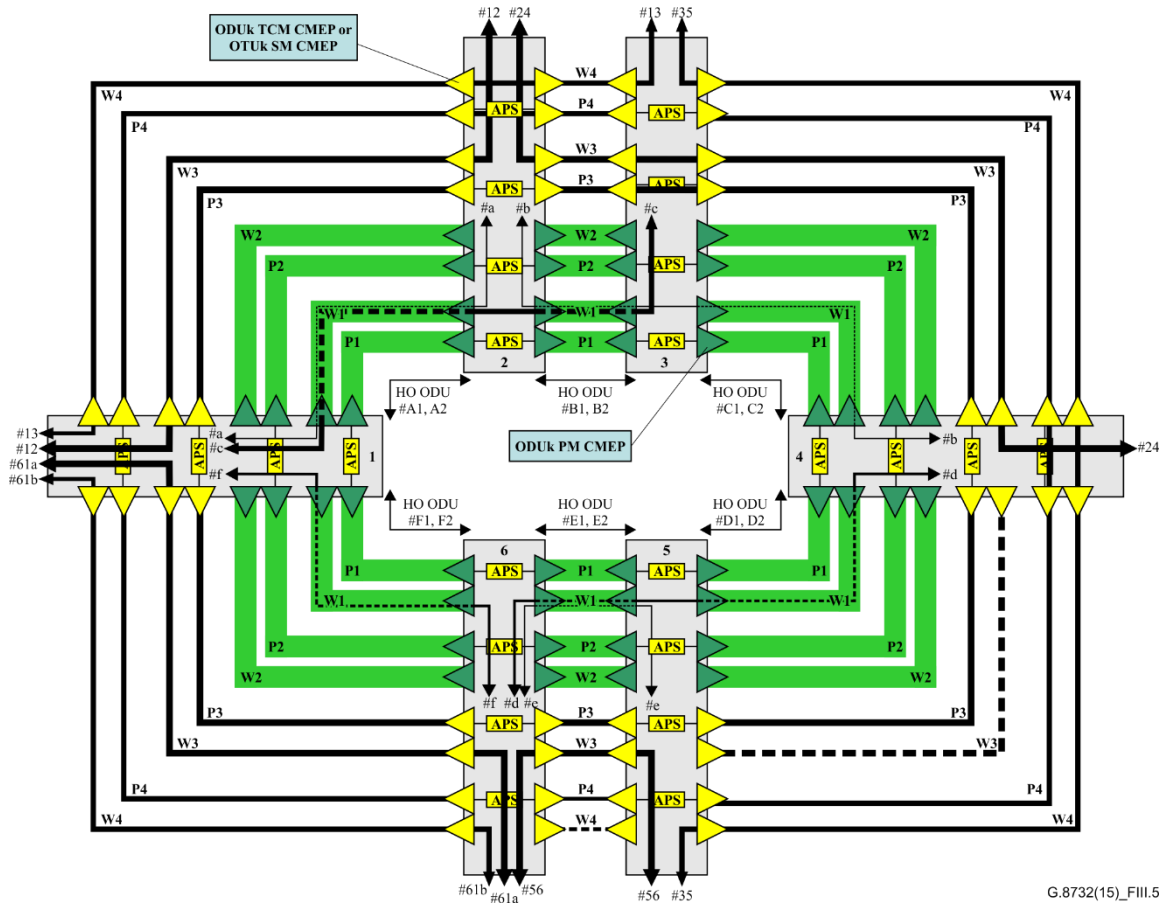 #12 #24 #13 #35
ODUk TCM CMEP or
OTUk SM CMEP
W4 W4 W4
P4 APS P4 APS P4
W3 W3 W3
P3 APS P3 APS P3
#a #b #c
W2 W2 W2
P2 APS P2 APS P2
W1 W1 W1
P1 APS P1 APS P1
2 3
HO ODU HO ODU HO ODU
#A1, A2 #B1, B2 #C1, C2
#13 #a #b
#12 #c #24
APS APS APS APS 1 ODUk PM CMEP 4 APS APS APS APS
#61a #f #d
#61b
HO ODU HO ODU HO ODU
#F1, F2 #E1, E2 #D1, D2
6 5
P1 APS P1 APS P1
W1 W1 W1
P2 APS P2 APS P2
W2 W2 W2
#f #d #e #e
P3 APS P3 APS P3
W3 W3 W3
P4 APS P4 APS P4
W4 W4 W4
#61b #61a #56 #56 #35
G.8732(15)_FIII.5